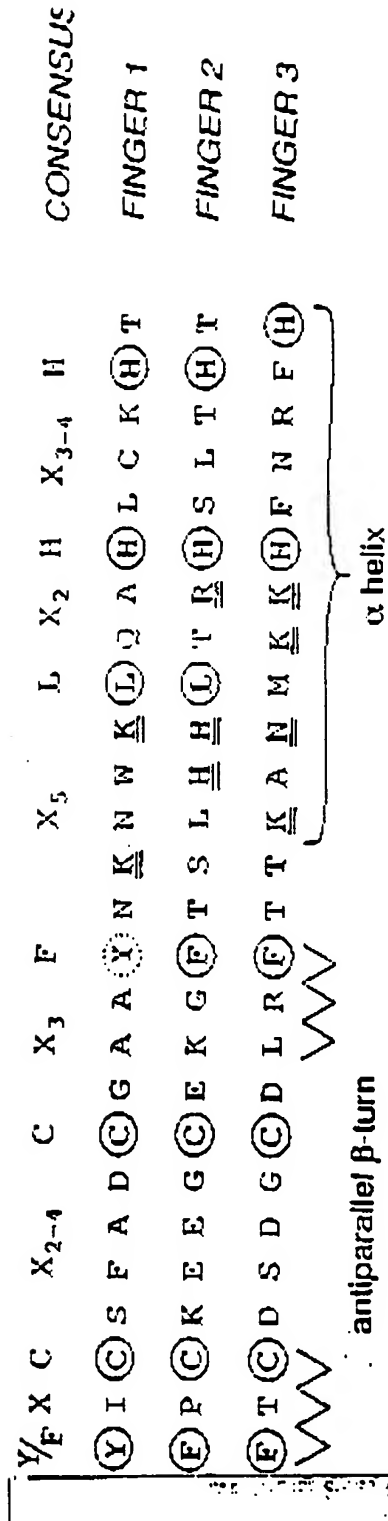 Y/F X C X2-4 C X3 F X5 L X2 H X3-4 H CONSENSUS
Y I C S F A D C G A A Y N K N W K L Q A H L C K H T FINGER 1
F P C K E E G C E K G F T S L H H L T R H S L T H T FINGER 2
F T C D S D G C D L R F T T K A N M K K H F N R F H FINGER 3
antiparallel β-turn α helix